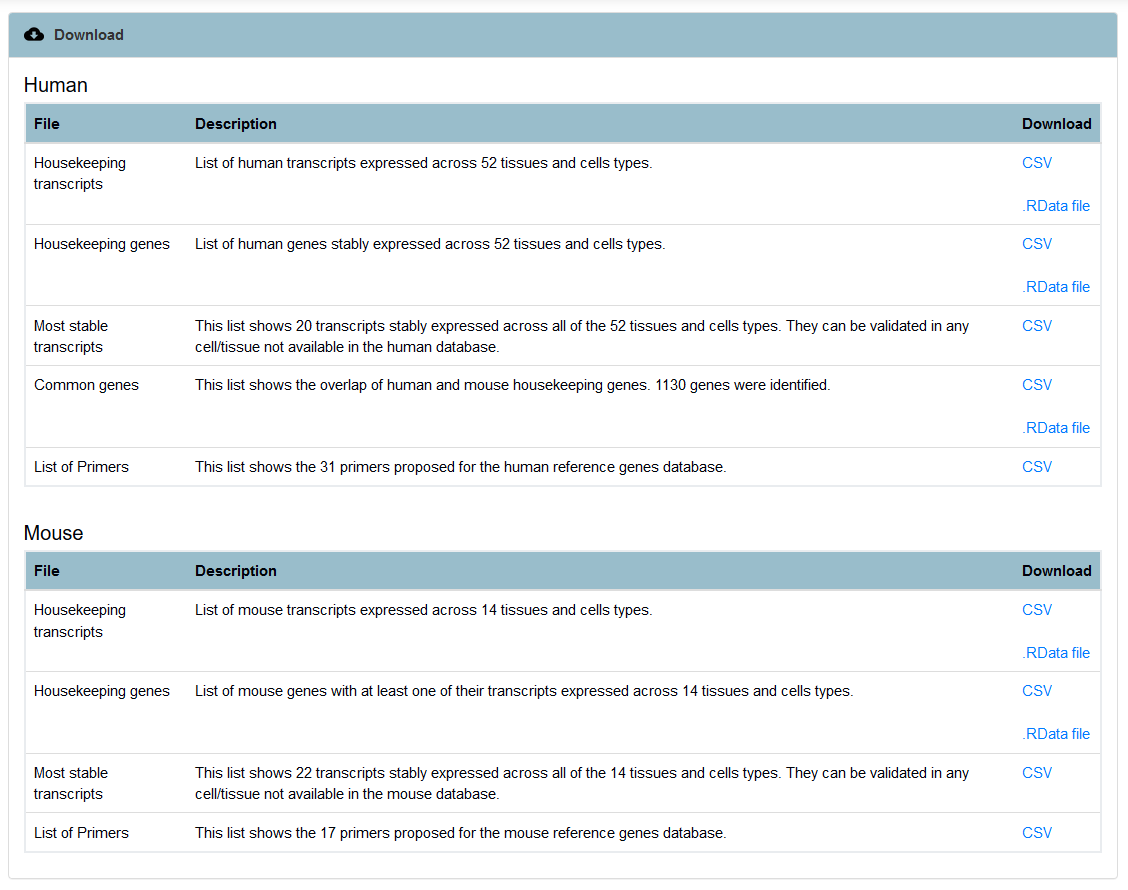 Download
Human
File Description Download
Housekeeping List of human transcripts expressed across 52 tissues and cells types. CSV
transcripts
.RData file
Housekeeping genes List of human genes stably expressed across 52 tissues and cells types. CSV
.RData file
Most stable This list shows 20 transcripts stably expressed across all of the 52 tissues and cells types. They can be validated in any CSV
transcripts cell/tissue not available in the human database.
Common genes This list shows the overlap of human and mouse housekeeping genes. 1130 genes were identified. CSV
.RData file
List of Primers This list shows the 31 primers proposed for the human reference genes database. CSV
Mouse
File Description Download
Housekeeping List of mouse transcripts expressed across 14 tissues and cells types. CSV
transcripts
.RData file
Housekeeping genes List of mouse genes with at least one of their transcripts expressed across 14 tissues and cells types. CSV
.RData file
Most stable This list shows 22 transcripts stably expressed across all of the 14 tissues and cells types. They can be validated in any CSV
transcripts cell/tissue not available in the mouse database.
List of Primers This list shows the 17 primers proposed for the mouse reference genes database. CSV